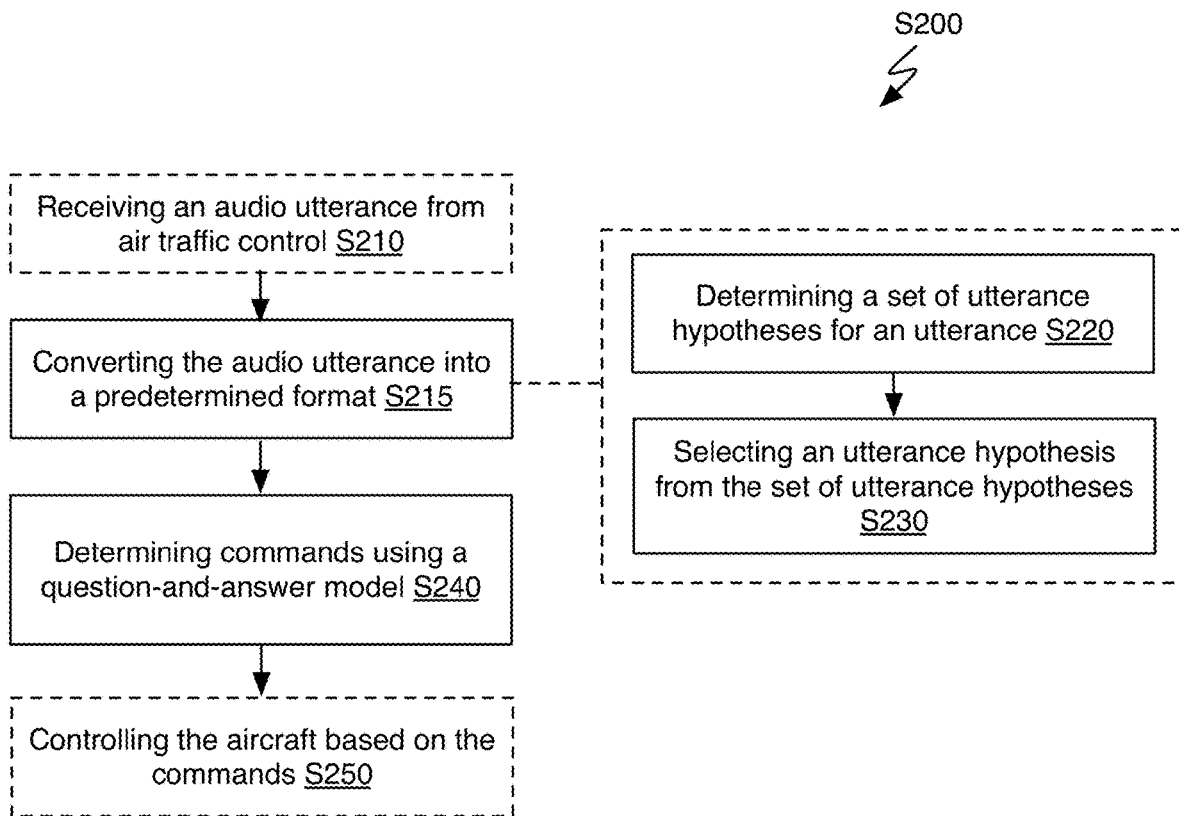 S200
Receiving an audio utterance from
air traffic control S210
Converting the audio utterance into
a predetermined format S215
Determining commands using a
question-and-answer model S240
Controlling the aircraft based on the
commands S250
Determining a set of utterance
hypotheses for an utterance S220
Selecting an utterance hypothesis
from the set of utterance hypotheses
S230